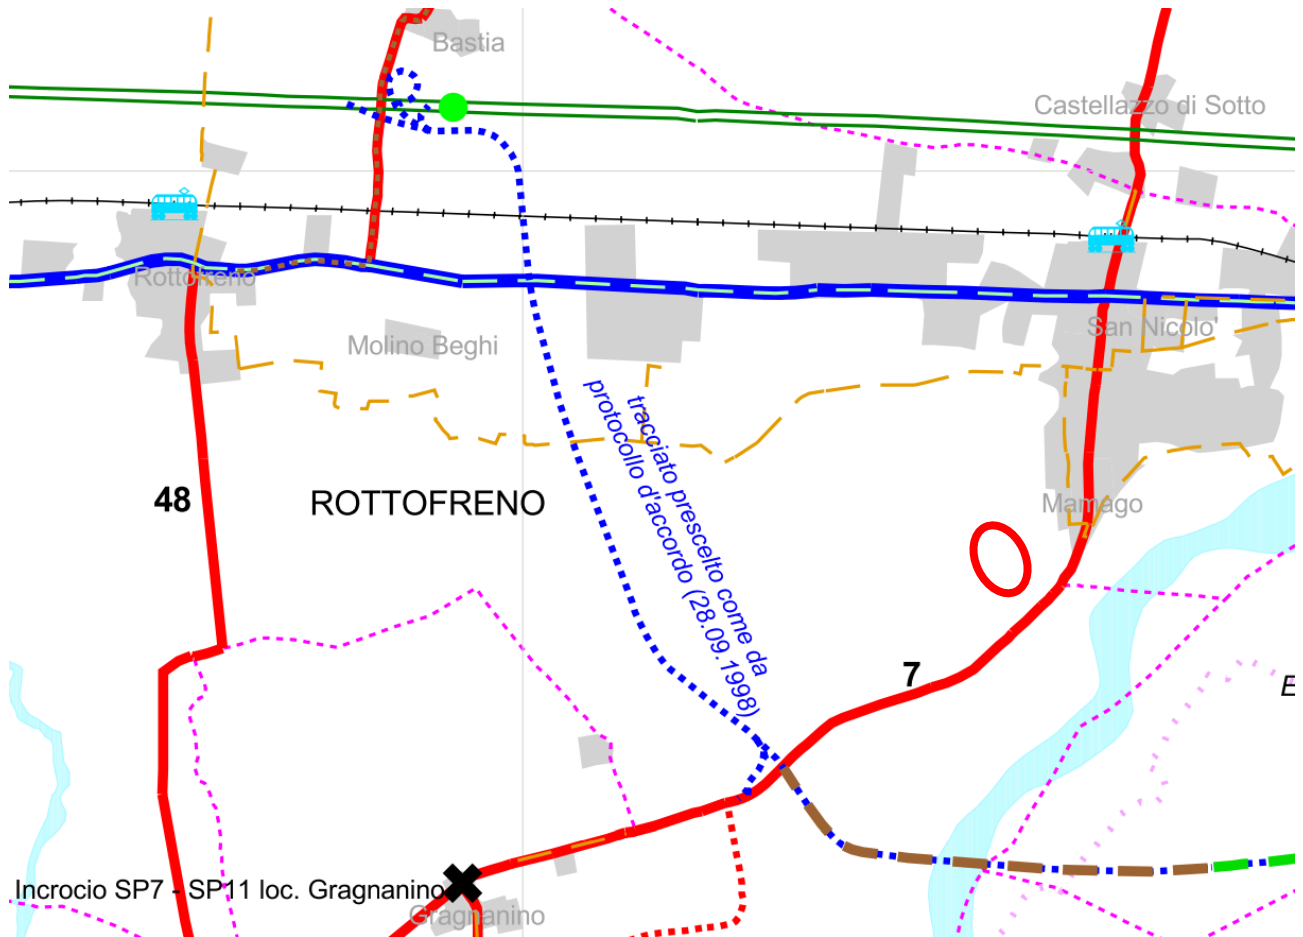 Bastia
Castellazzo di Sotto
Rottofreno
San Nicolo'
Molino Beghi
tracciato prescelto come da
protocollo d'accordo (28.09.1998)
48
ROTTOFRENO
Mamago
7
E
Incrocio SP7 - SP11 loc. Gragnanino
Gragnanino